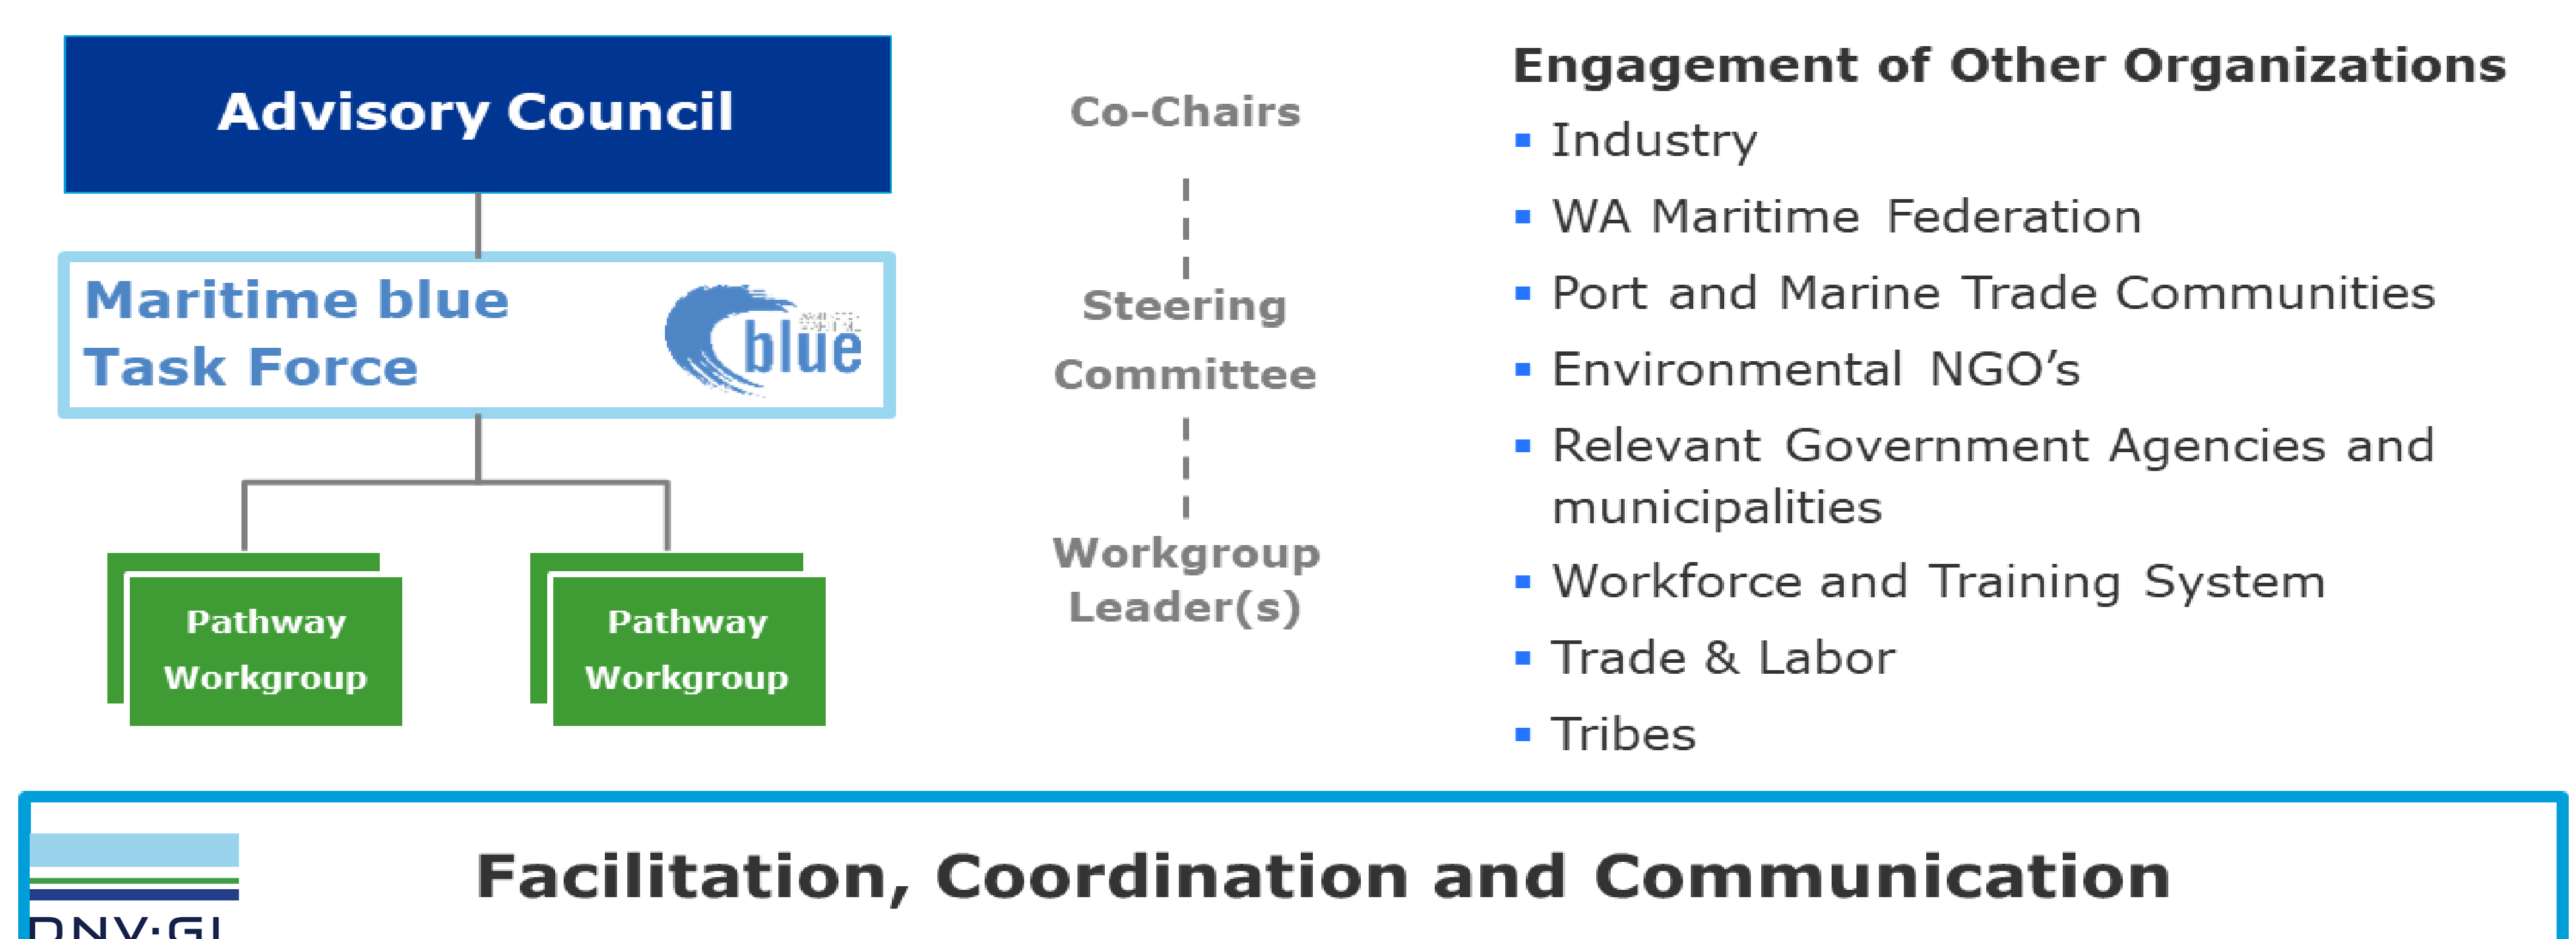 Advisory Council
Maritime blue
Task Force
blue
Pathway
Workgroup
Pathway
Workgroup
Co-Chairs
Steering
Committee
Workgroup
Leader(s)
Engagement of Other Organizations
Industry
WA Maritime Federation
Port and Marine Trade Communities
Environmental NGO’s
Relevant Government Agencies and
municipalities
Workforce and Training System
Trade & Labor
Tribes
Facilitation, Coordination and Communication
DNV·GL